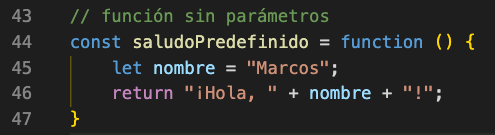 43 // función sin parámetros
44 const saludoPredefinido = function () {
45     let nombre = "Marcos";
46     return "¡Hola, " + nombre + "!";
47 }